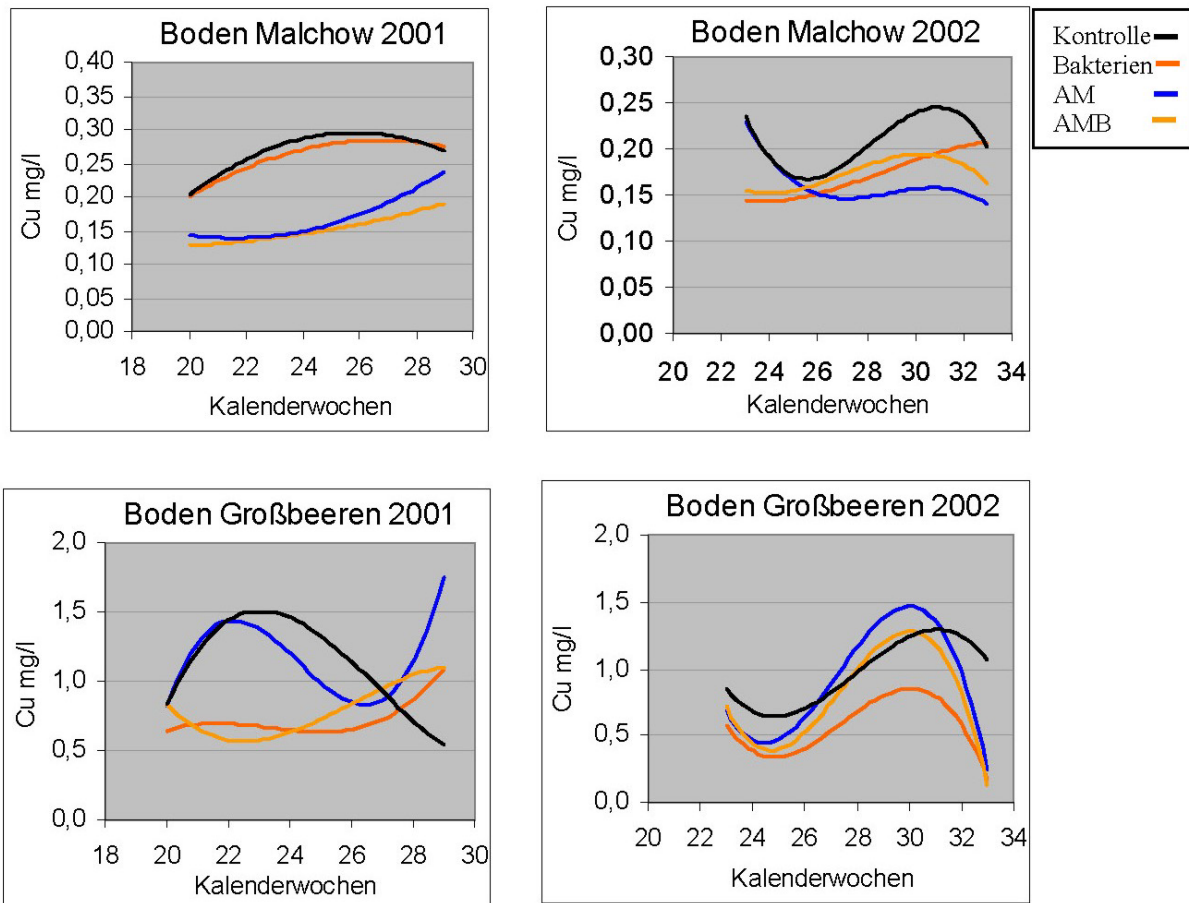 Boden Malchow 2001
Cu mg/l
0,40
0,35
0,30
0,25
0,20
0,15
0,10
0,05
0,00
18 20 22 24 26 28 30
Kalenderwochen
Boden Malchow 2002
Cu mg/l
0,30
0,25
0,20
0,15
0,10
0,05
0,00
20 22 24 26 28 30 32 34
Kalenderwochen
Kontrolle
Bakterien
AM
AMB
Boden Großbeeren 2001
Cu mg/l
2,0
1,5
1,0
0,5
0,0
18 20 22 24 26 28 30
Kalenderwochen
Boden Großbeeren 2002
Cu mg/l
2,0
1,5
1,0
0,5
0,0
20 22 24 26 28 30 32 34
Kalenderwochen